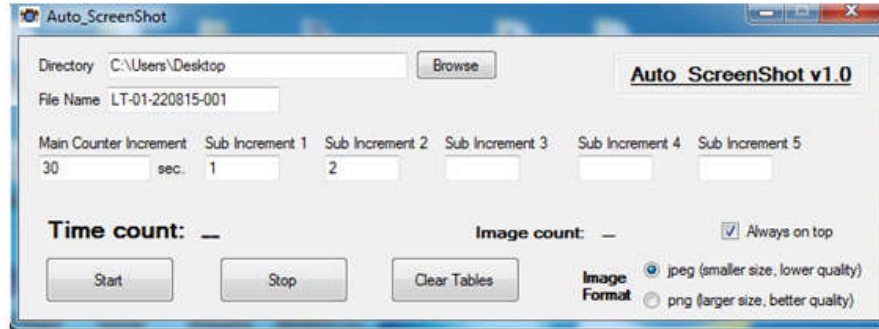 Auto_ScreenShot
Directory C:\Users\Desktop Browse
Auto ScreenShot v1.0
File Name LT-01-220815-001
Main Counter Increment Sub Increment 1 Sub Increment 2 Sub Increment 3 Sub Increment 4 Sub Increment 5
30 sec. 1 2
Time count: -- Image count: -- Always on top
Start Stop Clear Tables
Image Format
jpeg (smaller size, lower quality)
png (larger size, better quality)